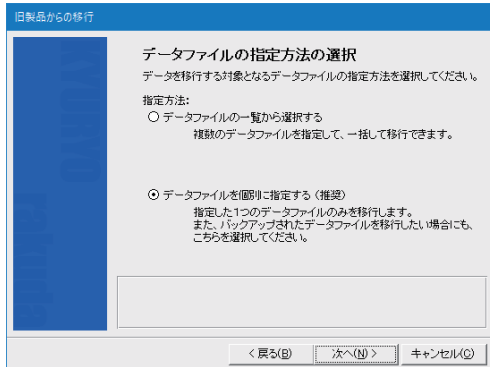 旧製品からの移行
データファイルの指定方法の選択
データを移行する対象となるデータファイルの指定方法を選択してください。
指定方法:
データファイルの一覧から選択する
複数のデータファイルを指定して、一括して移行できます。
データファイルを個別に指定する（推奨）
指定した1つのデータファイルのみを移行します。
また、バックアップされたデータファイルを移行したい場合にも、
こちらを選択してください。
KYURYO
rakuda
< 戻る(B)
次へ(N) >
キャンセル(C)